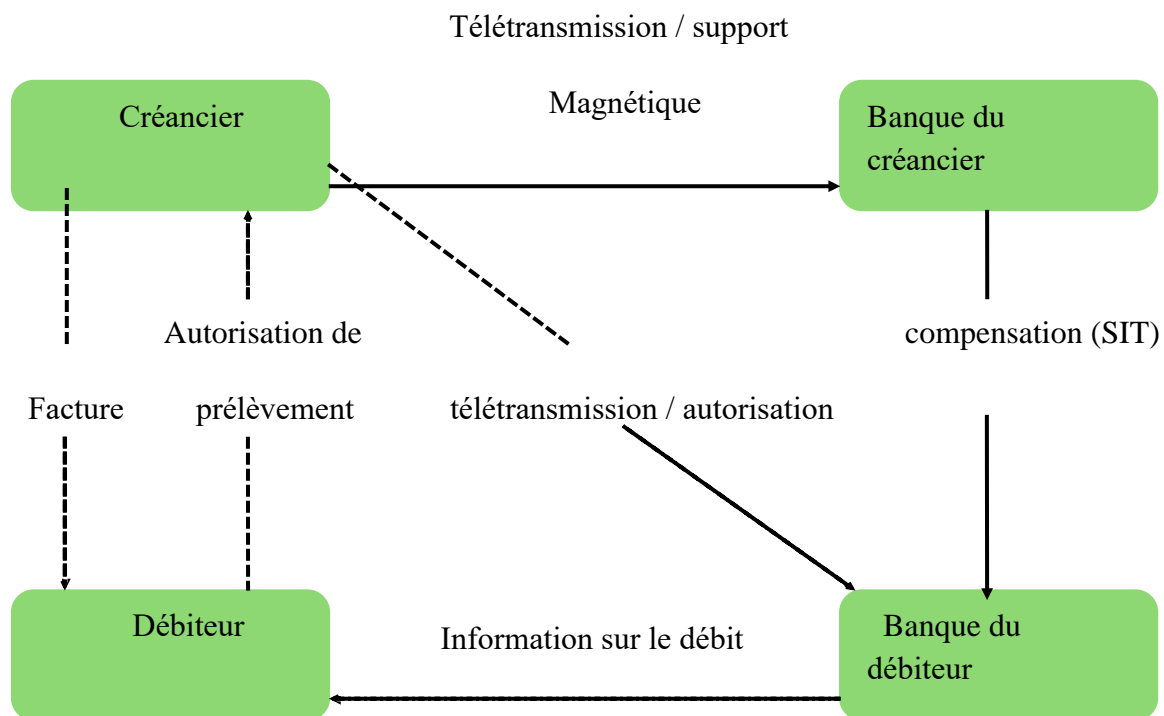 Télétransmission / support
Magnétique
Créancier
Banque du
créancier
Autorisation de
compensation (SIT)
Facture
prélèvement
télétransmission / autorisation
Débiteur
Information sur le débit
Banque du
débiteur